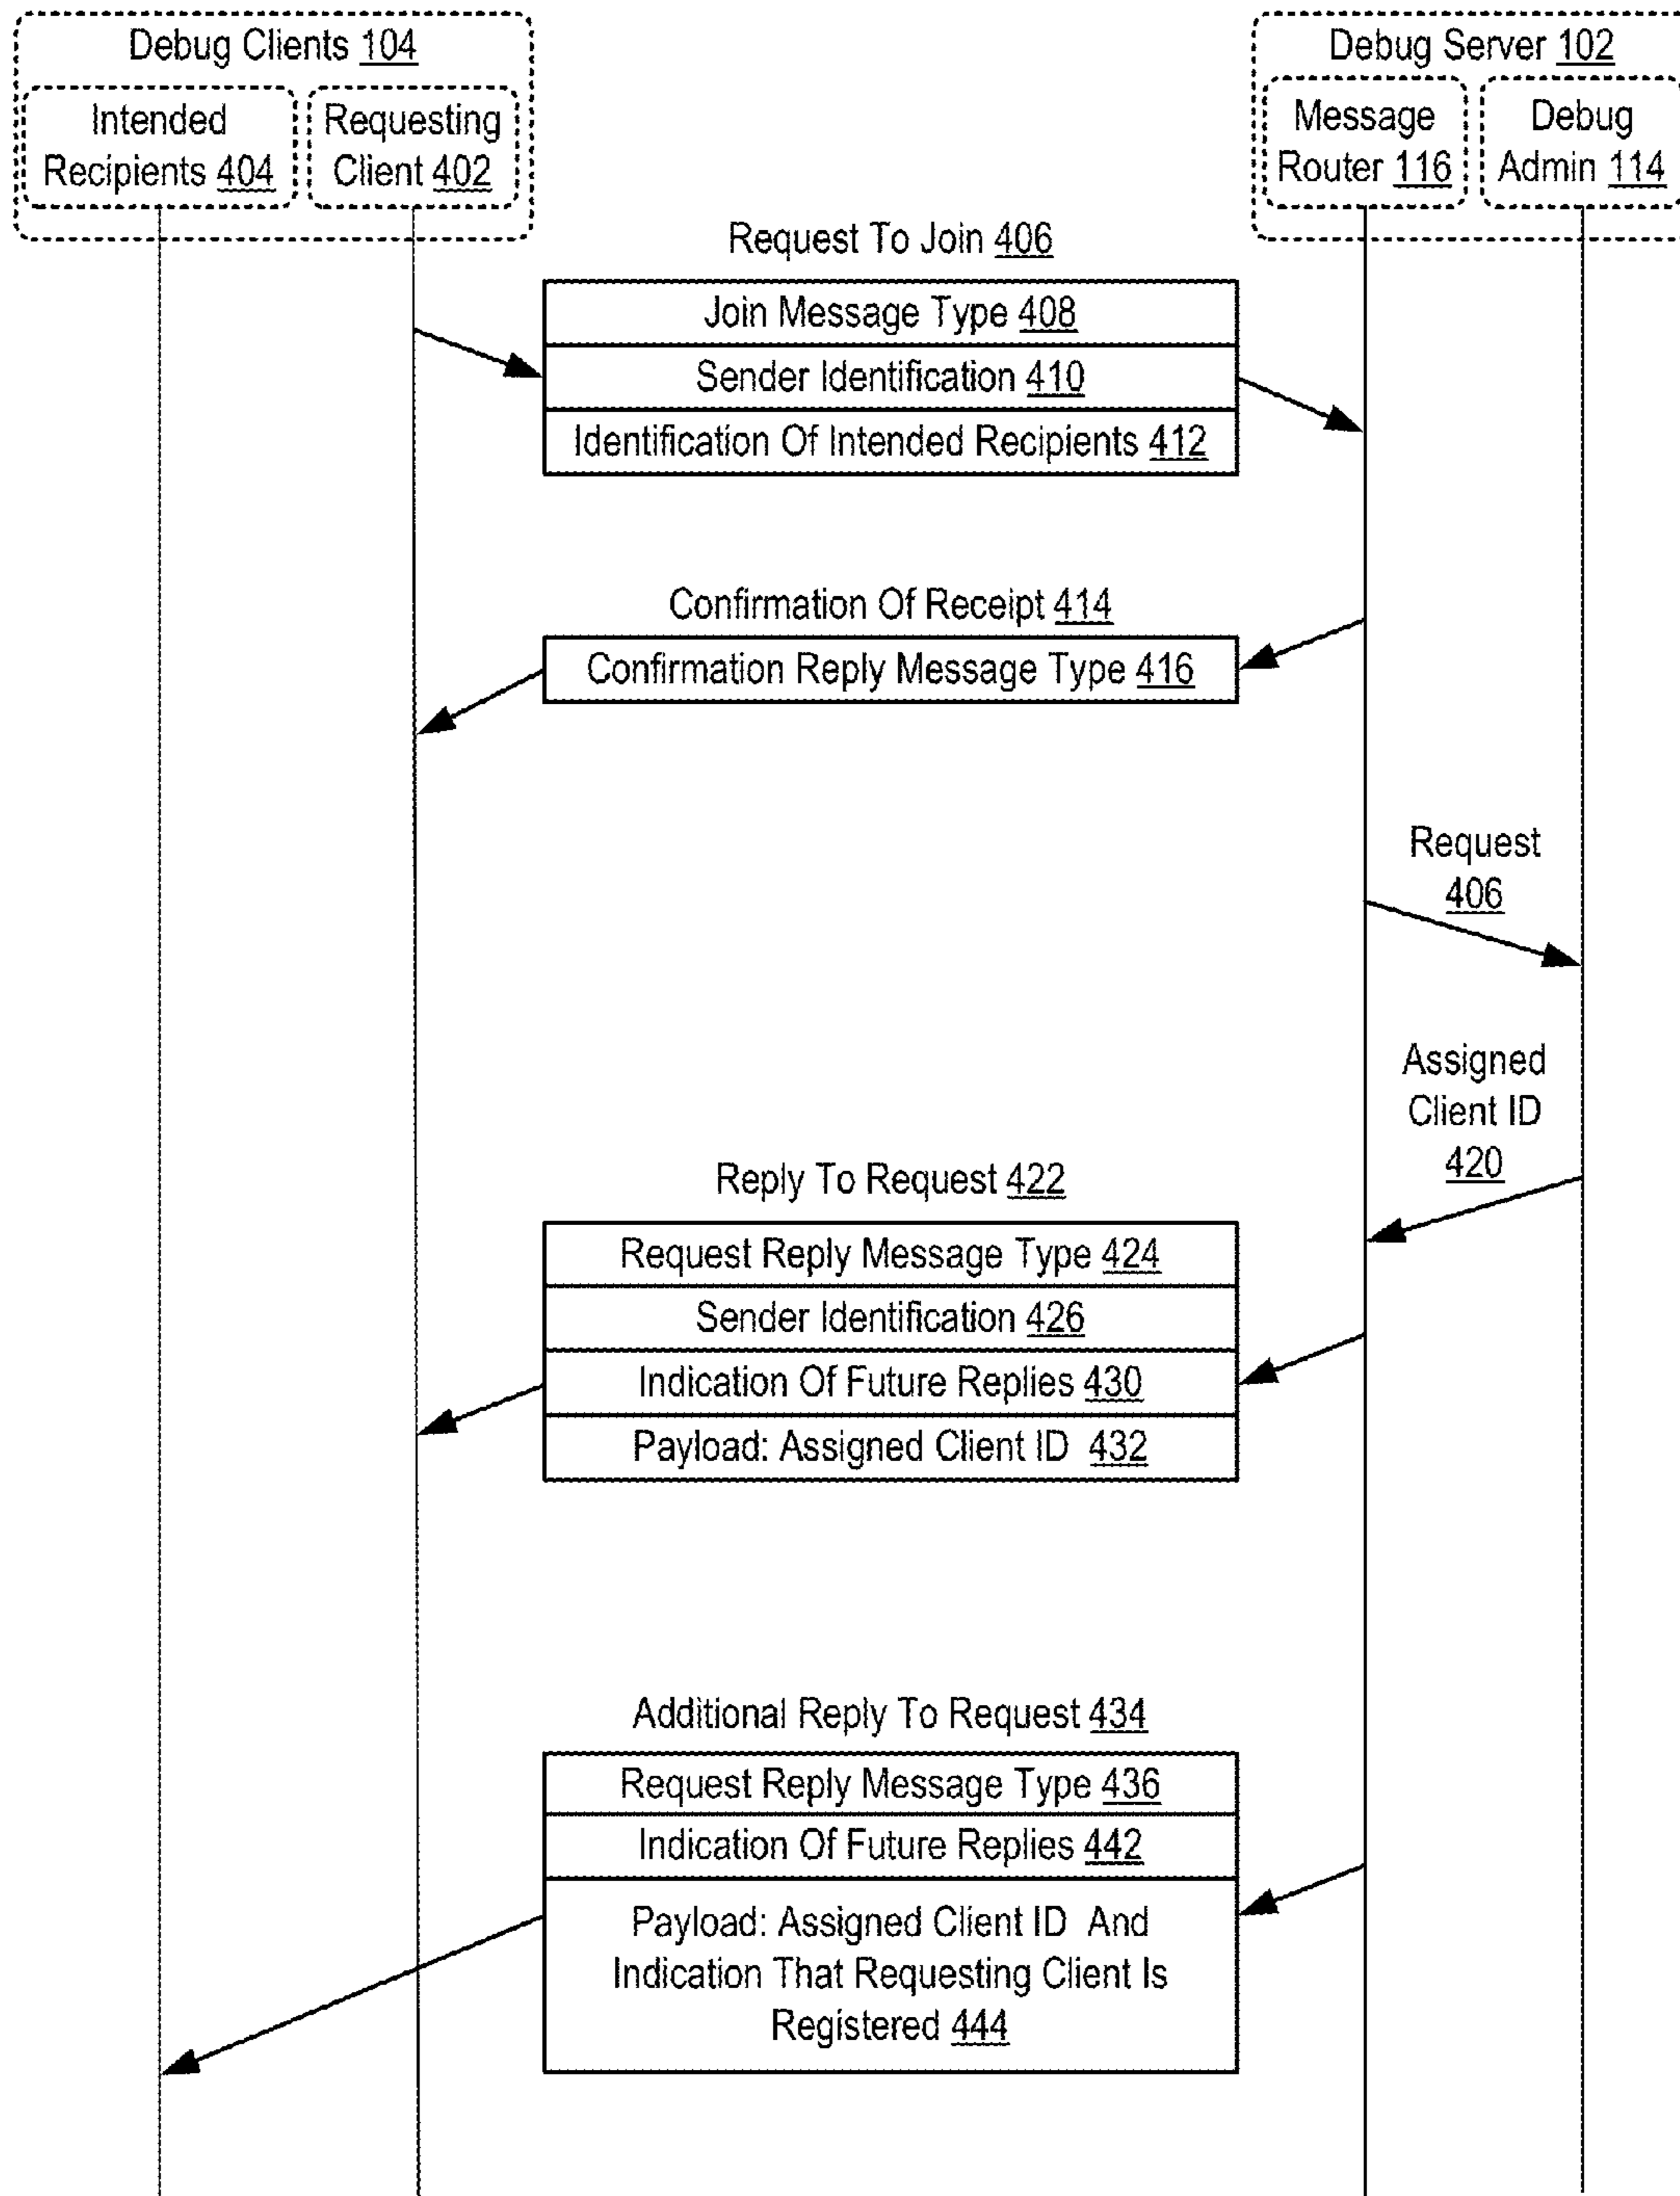 Debug Clients 104
Intended
Recipients 404
Requesting
Client 402
Debug Server 102
Message
Router 116
Debug
Admin 114
Request To Join 406
Join Message Type 408
Sender Identification 410
Identification Of Intended Recipients 412
Confirmation Of Receipt 414
Confirmation Reply Message Type 416
Request
406
Assigned
Client ID
420
Reply To Request 422
Request Reply Message Type 424
Sender Identification 426
Indication Of Future Replies 430
Payload: Assigned Client ID 432
Additional Reply To Request 434
Request Reply Message Type 436
Indication Of Future Replies 442
Payload: Assigned Client ID And
Indication That Requesting Client Is
Registered 444